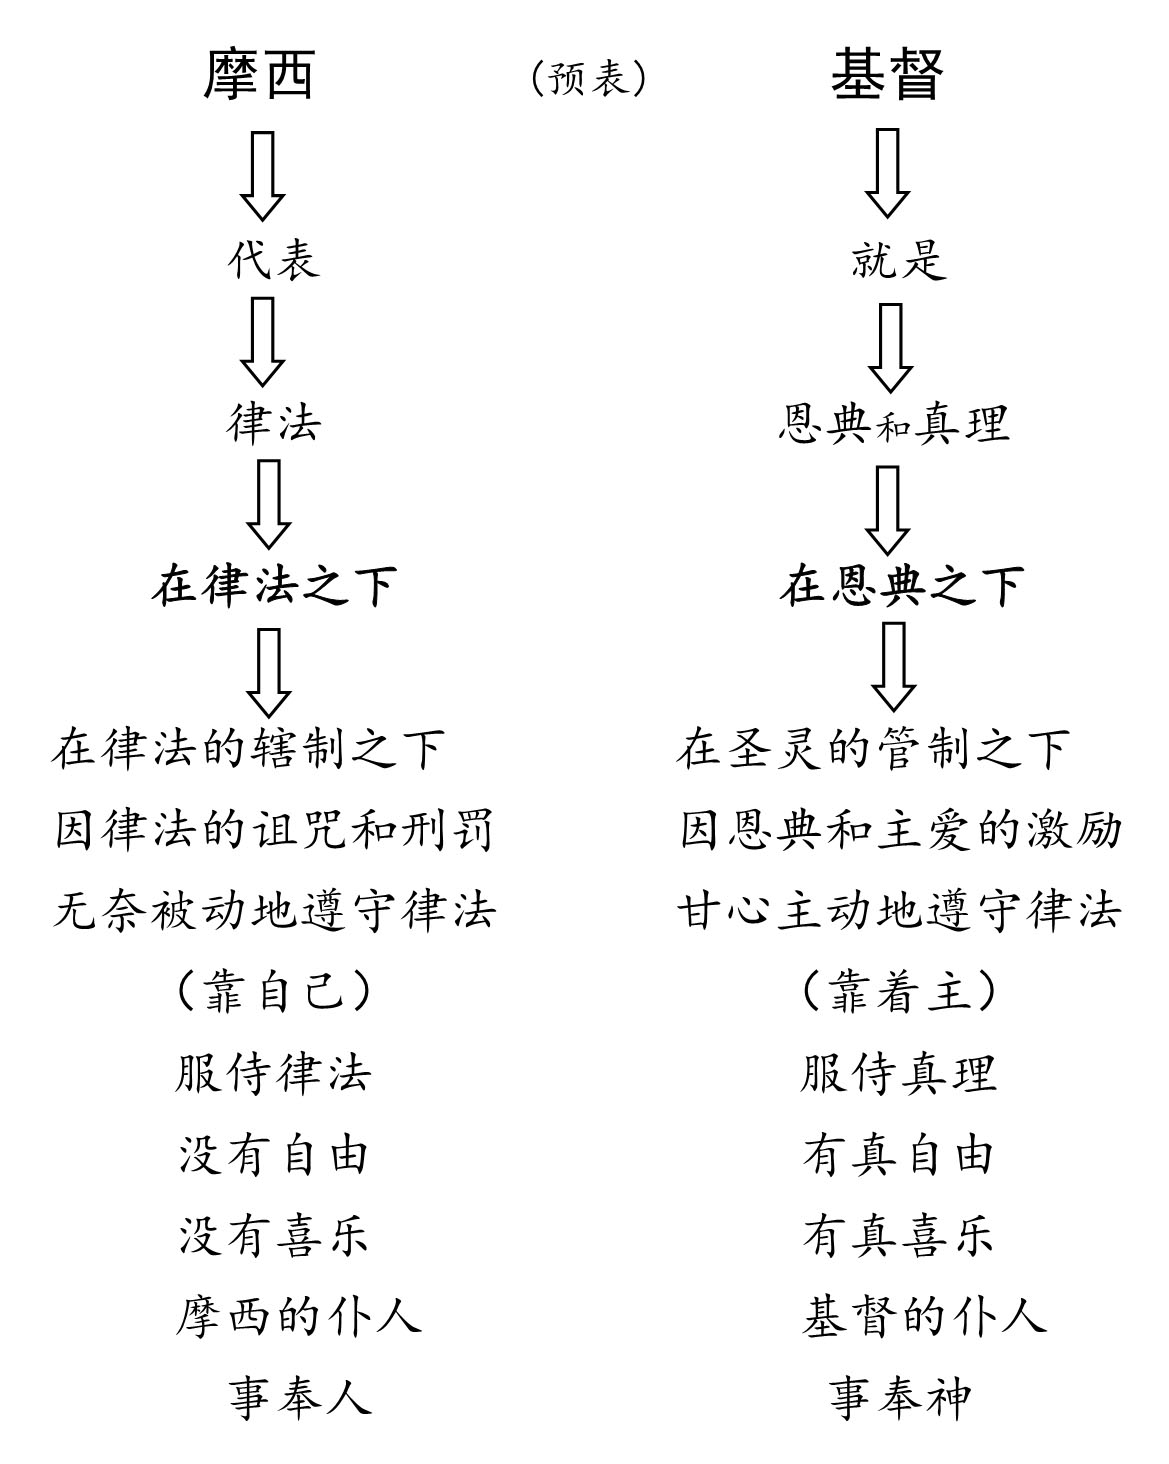 摩西 (预表) 基督
代表 就是
律法 恩典和真理
在律法之下 在恩典之下
在律法的辖制之下 在圣灵的管制之下
因律法的诅咒和刑罚 因恩典和主爱的激励
无奈被动地遵守律法 甘心主动地遵守律法
（靠自己） （靠着主）
服侍律法 服侍真理
没有自由 有真自由
没有喜乐 有真喜乐
摩西的仆人 基督的仆人
事奉人 事奉神